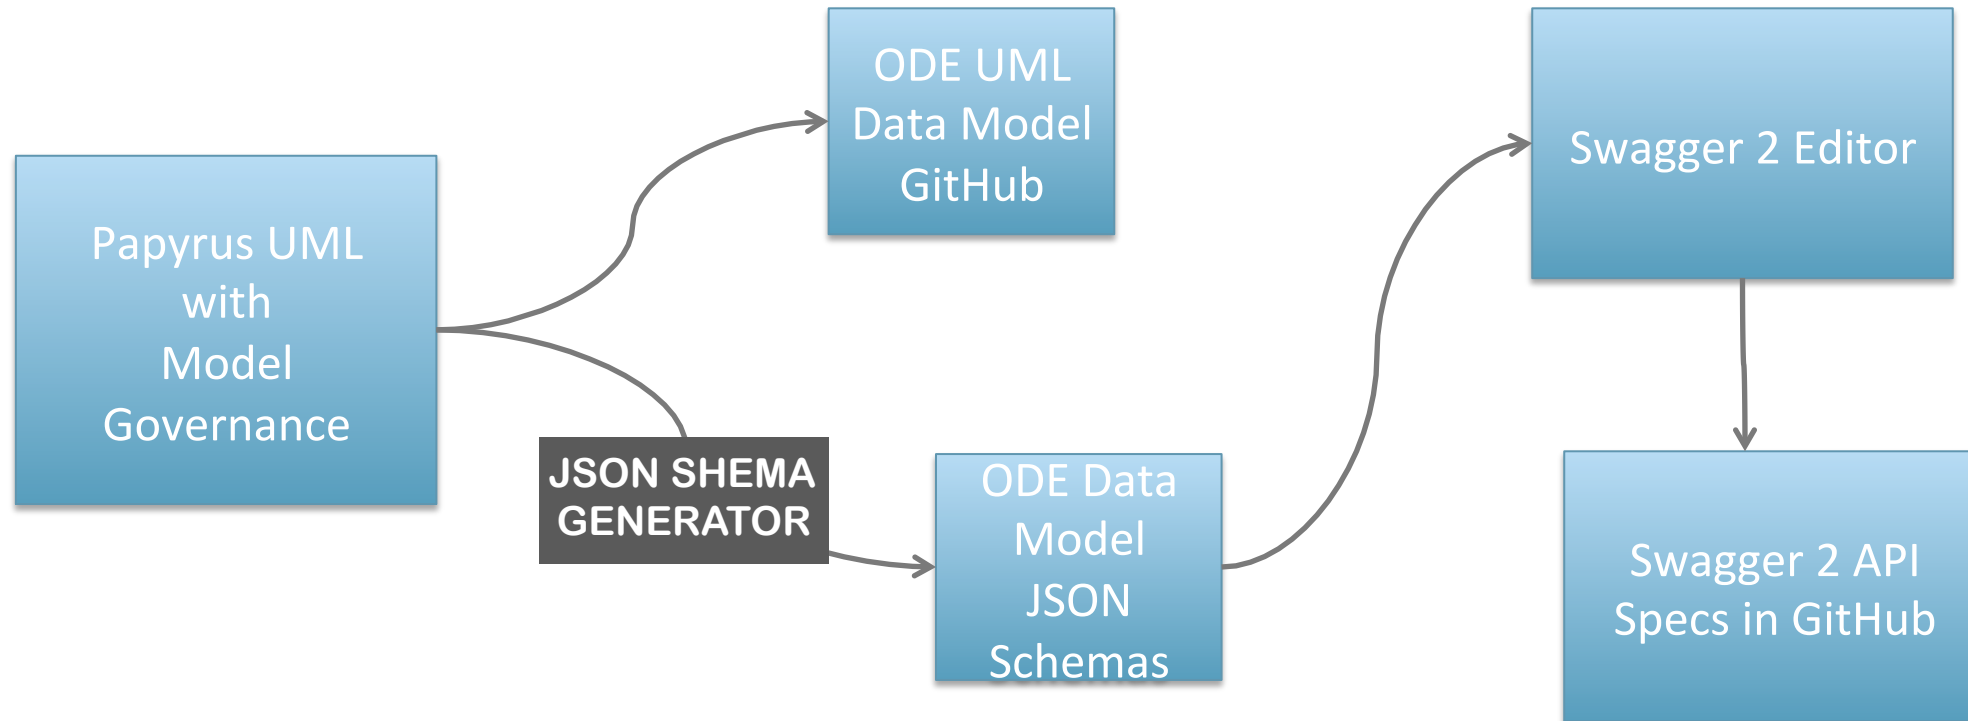 Papyrus UML
with
Model
Governance
ODE UML
Data Model
GitHub
JSON SHEMA
GENERATOR
ODE Data
Model
JSON
Schemas
Swagger 2 Editor
Swagger 2 API
Specs in GitHub